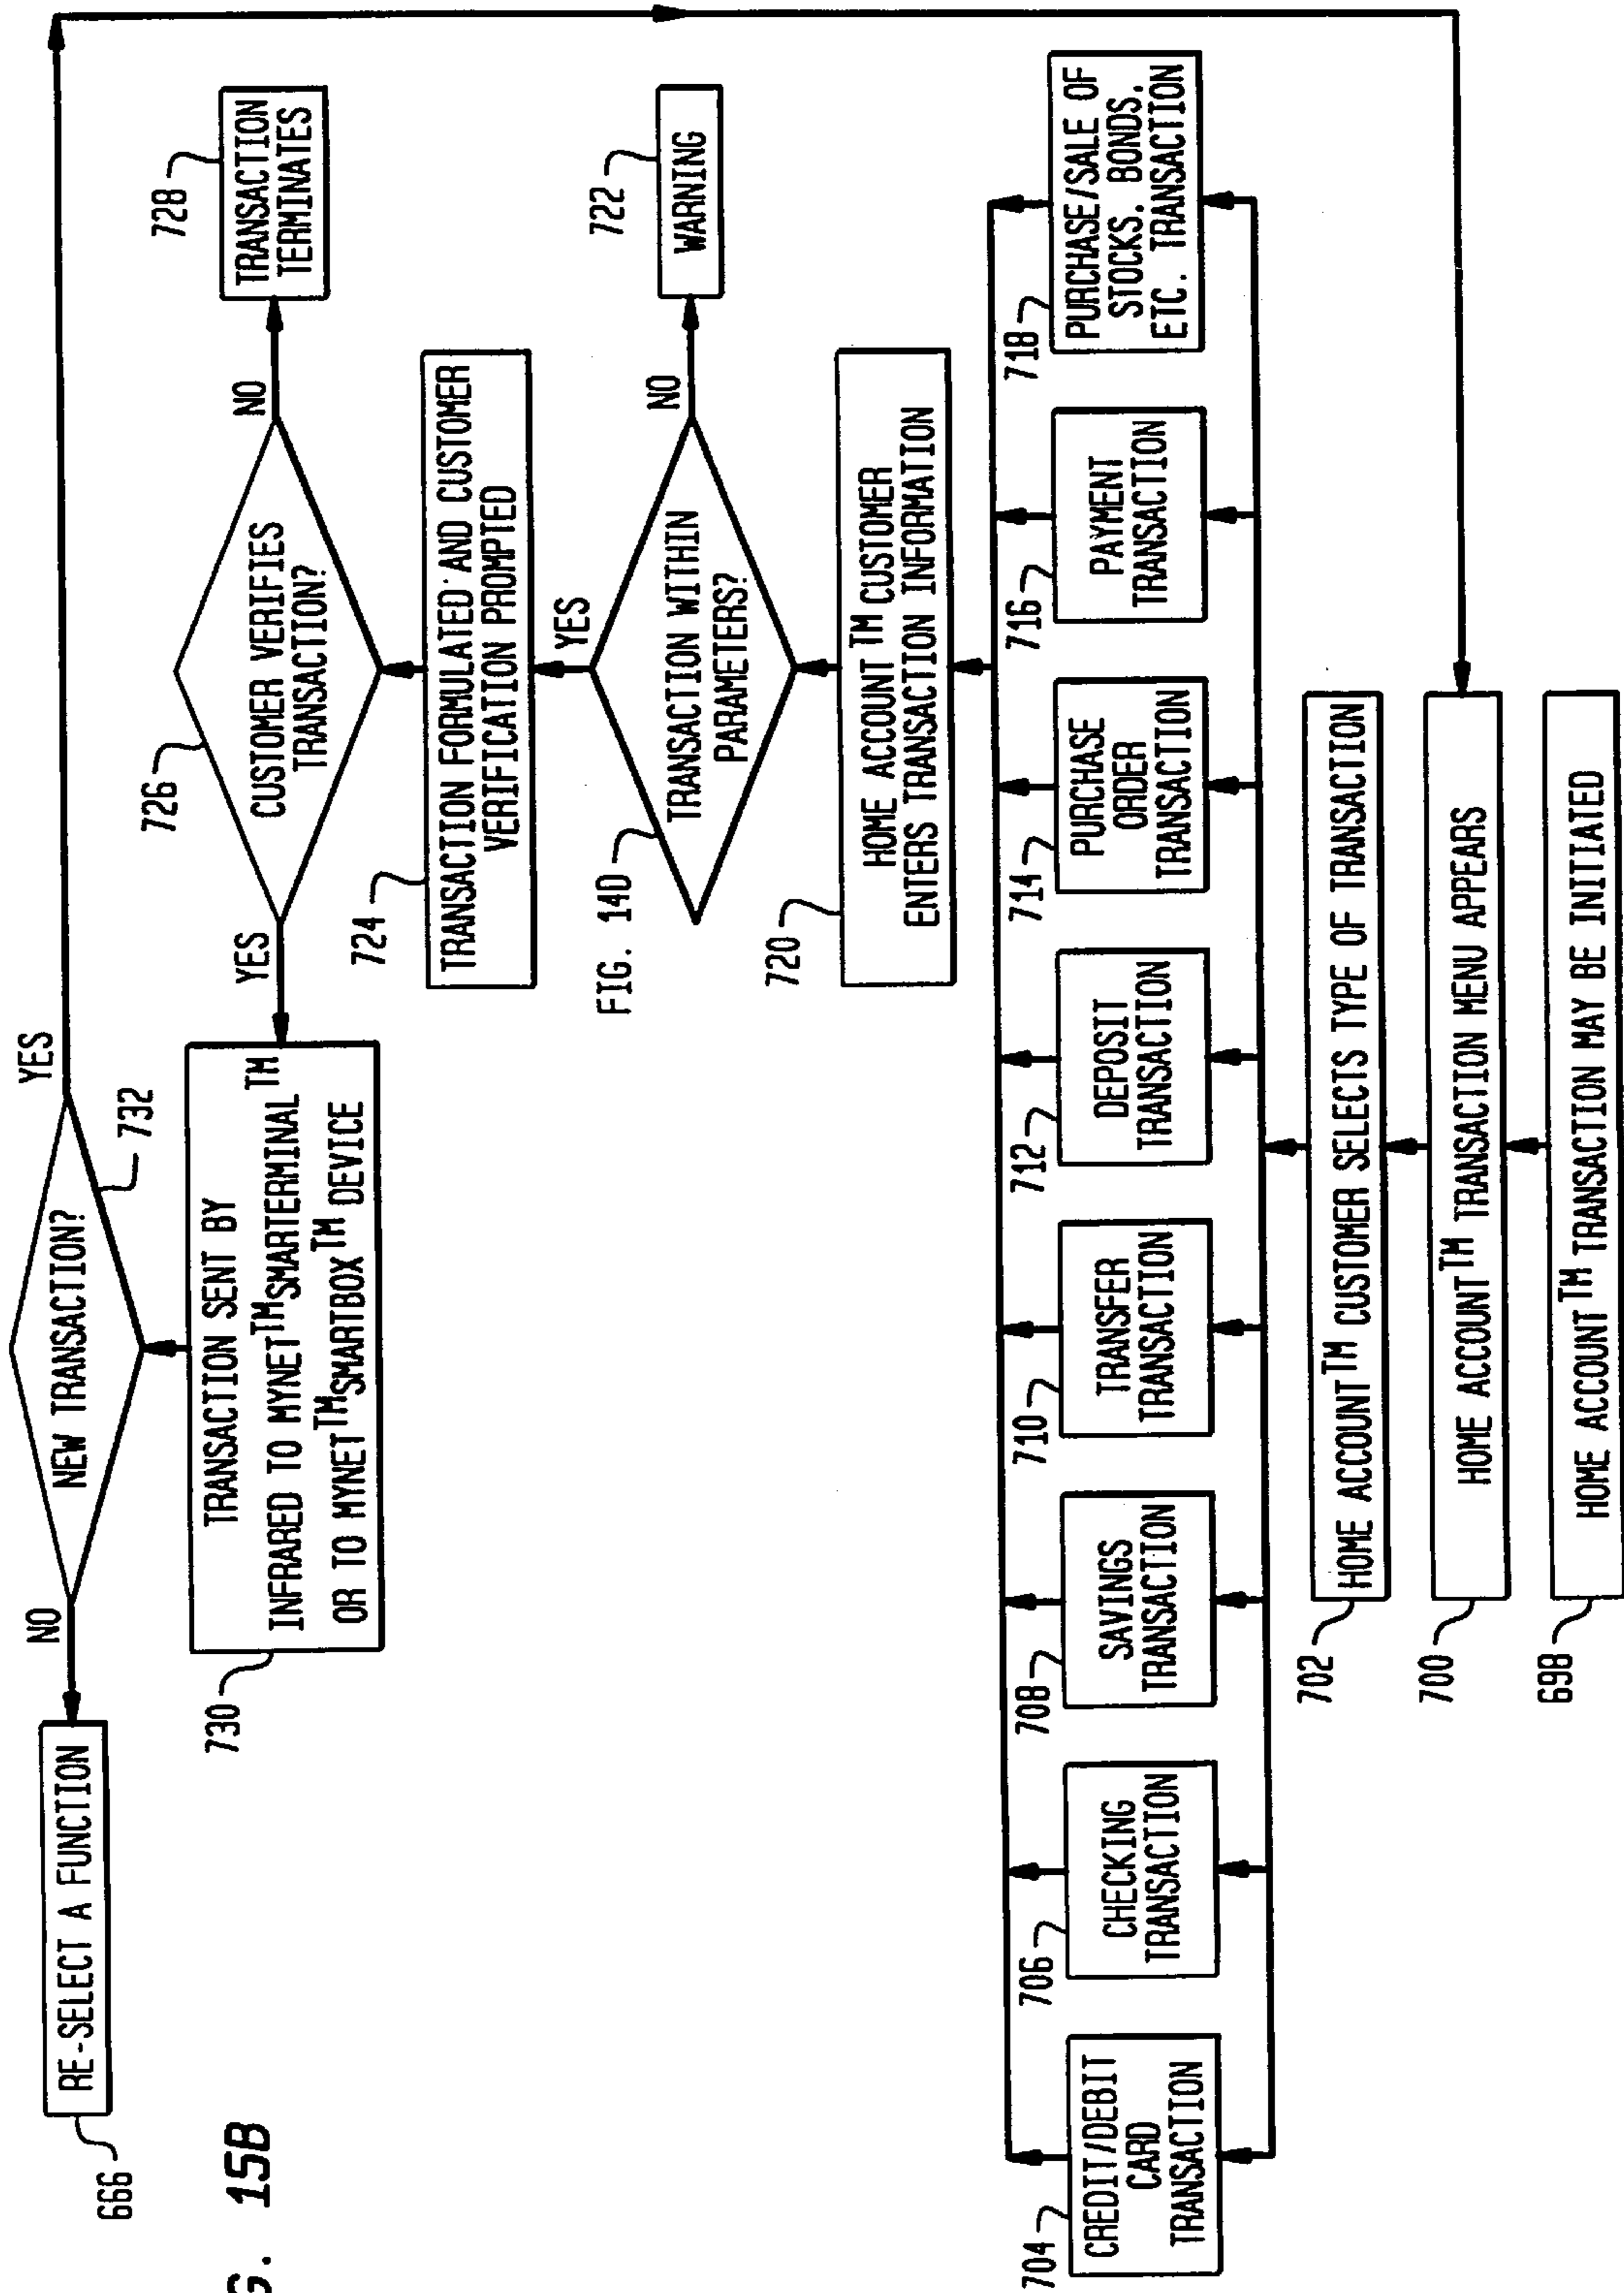 G. 15B
666
RE-SELECT A FUNCTION
NO
NEW TRANSACTION?
732
YES
730
TRANSACTION SENT BY
INFRARED TO MYNET™SMARTERMINAL™
OR TO MYNET™SMARTBOX™ DEVICE
YES
726
CUSTOMER VERIFIES
TRANSACTION?
NO
728
TRANSACTION
TERMINATES
724
TRANSACTION FORMULATED AND CUSTOMER
VERIFICATION PROMPTED
YES
FIG. 14D
TRANSACTION WITHIN
PARAMETERS?
NO
722
WARNING
720
HOME ACCOUNT™ CUSTOMER
ENTERS TRANSACTION INFORMATION
704
CREDIT/DEBIT
CARD
TRANSACTION
706
CHECKING
TRANSACTION
708
SAVINGS
TRANSACTION
710
TRANSFER
TRANSACTION
712
DEPOSIT
TRANSACTION
714
PURCHASE
ORDER
TRANSACTION
716
PAYMENT
TRANSACTION
718
PURCHASE/SALE OF
STOCKS, BONDS,
ETC. TRANSACTION
702
HOME ACCOUNT™ CUSTOMER SELECTS TYPE OF TRANSACTION
700
HOME ACCOUNT™ TRANSACTION MENU APPEARS
698
HOME ACCOUNT™ TRANSACTION MAY BE INITIATED